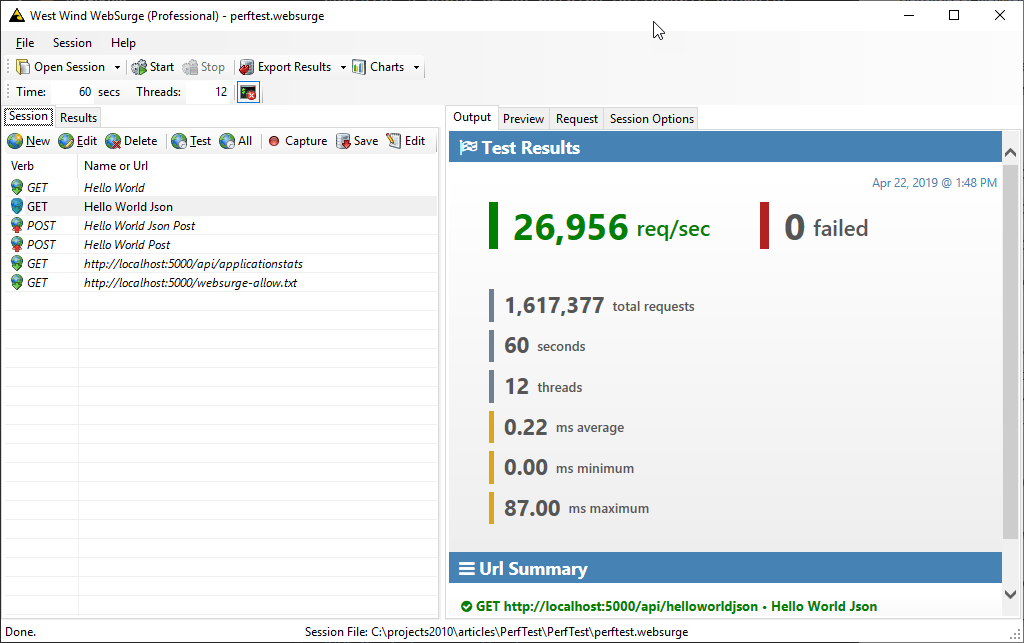 West Wind WebSurge (Professional) - perftest.websurge
File Session Help
Open Session Start Stop Export Results Charts
Time: 60 secs Threads: 12
Session Results
New Edit Delete Test All Capture Save Edit
Verb Name or Url
GET Hello World
GET Hello World Json
POST Hello World Json Post
POST Hello World Post
GET http://localhost:5000/api/applicationstats
GET http://localhost:5000/websurge-allow.txt
Output Preview Request Session Options
Test Results
Apr 22, 2019 @ 1:48 PM
26,956 req/sec 0 failed
1,617,377 total requests
60 seconds
12 threads
0.22 ms average
0.00 ms minimum
87.00 ms maximum
Url Summary
GET http://localhost:5000/api/helloworldjson • Hello World Json
Done. Session File: C:\projects2010\articles\PerfTest\PerfTest\perftest.websurge